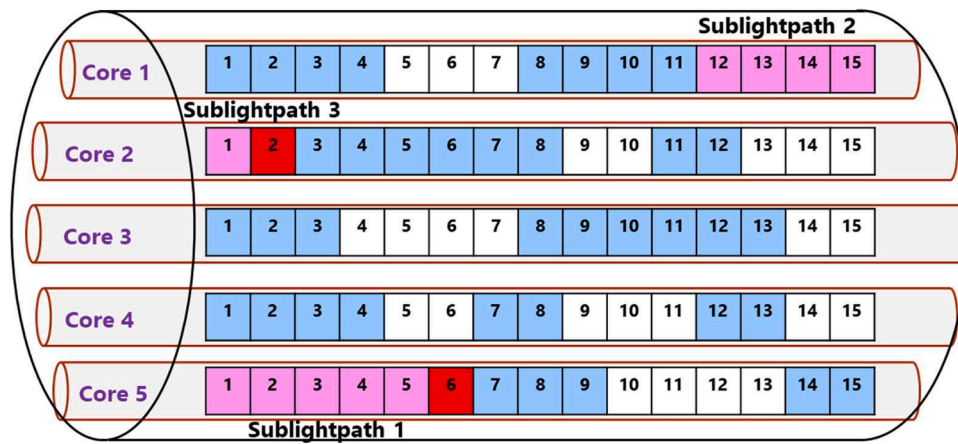 Sublightpath 2
Core 1 1 2 3 4 5 6 7 8 9 10 11 12 13 14 15
Sublightpath 3
Core 2 1 2 3 4 5 6 7 8 9 10 11 12 13 14 15
Core 3 1 2 3 4 5 6 7 8 9 10 11 12 13 14 15
Core 4 1 2 3 4 5 6 7 8 9 10 11 12 13 14 15
Core 5 1 2 3 4 5 6 7 8 9 10 11 12 13 14 15
Sublightpath 1